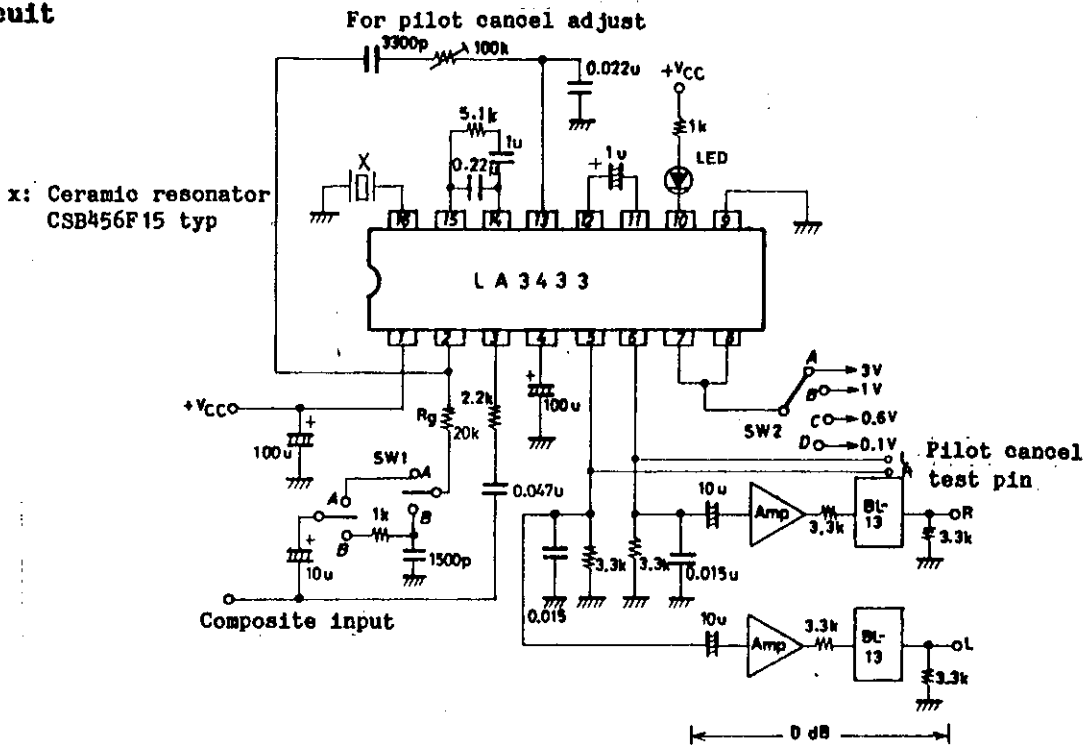 cuit
For pilot cancel adjust
3300p
100k
0.022u
+VCC
1k
LED
5.1k
1u
0.22µ
+
1u
X
x: Ceramic resonator
CSB456F15 typ
16 15 14 13 12 11 10 9
LA3433
1 2 3 4 5 6 7 8
+VCC
+
100u
Rg
20k
2.2k
+
100u
A
3V
B
1V
C
0.6V
D
0.1V
SW2
SW1
A
A
B
B
1k
1500p
+
10u
0.047u
Pilot cancel
test pin
10u
Amp
3.3k
BL-
13
R
3.3k
3.3k
3.3k
0.015u
0.015
Composite input
10u
Amp
3.3k
BL-
13
L
3.3k
0 dB